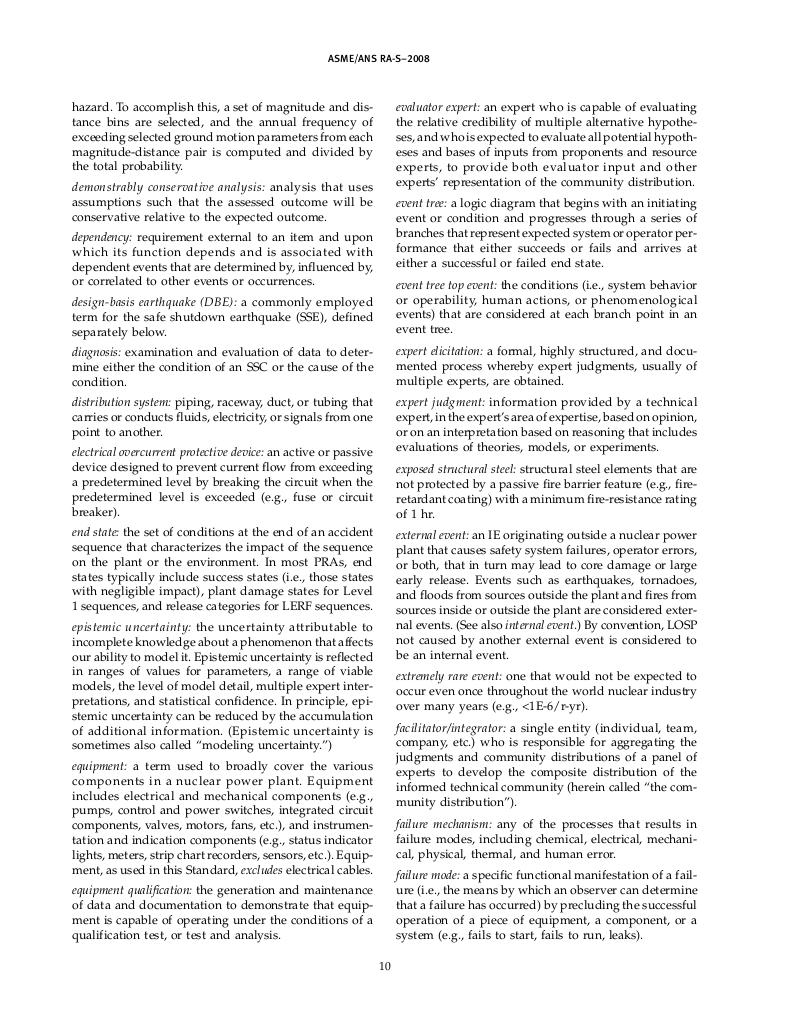 ASME/ANS RA-S–2008
hazard. To accomplish this, a set of magnitude and dis-
tance bins are selected, and the annual frequency of
exceeding selected ground motion parameters from each
magnitude-distance pair is computed and divided by
the total probability.
demonstrably conservative analysis: analysis that uses
assumptions such that the assessed outcome will be
conservative relative to the expected outcome.
dependency: requirement external to an item and upon
which its function depends and is associated with
dependent events that are determined by, influenced by,
or correlated to other events or occurrences.
design-basis earthquake (DBE): a commonly employed
term for the safe shutdown earthquake (SSE), defined
separately below.
diagnosis: examination and evaluation of data to deter-
mine either the condition of an SSC or the cause of the
condition.
distribution system: piping, raceway, duct, or tubing that
carries or conducts fluids, electricity, or signals from one
point to another.
electrical overcurrent protective device: an active or passive
device designed to prevent current flow from exceeding
a predetermined level by breaking the circuit when the
predetermined level is exceeded (e.g., fuse or circuit
breaker).
end state: the set of conditions at the end of an accident
sequence that characterizes the impact of the sequence
on the plant or the environment. In most PRAs, end
states typically include success states (i.e., those states
with negligible impact), plant damage states for Level
1 sequences, and release categories for LERF sequences.
epistemic uncertainty: the uncertainty attributable to
incomplete knowledge about a phenomenon that affects
our ability to model it. Epistemic uncertainty is reflected
in ranges of values for parameters, a range of viable
models, the level of model detail, multiple expert inter-
pretations, and statistical confidence. In principle, epi-
stemic uncertainty can be reduced by the accumulation
of additional information. (Epistemic uncertainty is
sometimes also called “modeling uncertainty.”)
equipment: a term used to broadly cover the various
components in a nuclear power plant. Equipment
includes electrical and mechanical components (e.g.,
pumps, control and power switches, integrated circuit
components, valves, motors, fans, etc.), and instrumen-
tation and indication components (e.g., status indicator
lights, meters, strip chart recorders, sensors, etc.). Equip-
ment, as used in this Standard, excludes electrical cables.
equipment qualification: the generation and maintenance
of data and documentation to demonstrate that equip-
ment is capable of operating under the conditions of a
qualification test, or test and analysis.
evaluator expert: an expert who is capable of evaluating
the relative credibility of multiple alternative hypothe-
ses, and who is expected to evaluate all potential hypoth-
eses and bases of inputs from proponents and resource
experts, to provide both evaluator input and other
experts’ representation of the community distribution.
event tree: a logic diagram that begins with an initiating
event or condition and progresses through a series of
branches that represent expected system or operator per-
formance that either succeeds or fails and arrives at
either a successful or failed end state.
event tree top event: the conditions (i.e., system behavior
or operability, human actions, or phenomenological
events) that are considered at each branch point in an
event tree.
expert elicitation: a formal, highly structured, and docu-
mented process whereby expert judgments, usually of
multiple experts, are obtained.
expert judgment: information provided by a technical
expert, in the expert’s area of expertise, based on opinion,
or on an interpretation based on reasoning that includes
evaluations of theories, models, or experiments.
exposed structural steel: structural steel elements that are
not protected by a passive fire barrier feature (e.g., fire-
retardant coating) with a minimum fire-resistance rating
of 1 hr.
external event: an IE originating outside a nuclear power
plant that causes safety system failures, operator errors,
or both, that in turn may lead to core damage or large
early release. Events such as earthquakes, tornadoes,
and floods from sources outside the plant and fires from
sources inside or outside the plant are considered exter-
nal events. (See also internal event.) By convention, LOSP
not caused by another external event is considered to
be an internal event.
extremely rare event: one that would not be expected to
occur even once throughout the world nuclear industry
over many years (e.g., <1E-6/r-yr).
facilitator/integrator: a single entity (individual, team,
company, etc.) who is responsible for aggregating the
judgments and community distributions of a panel of
experts to develop the composite distribution of the
informed technical community (herein called “the com-
munity distribution”).
failure mechanism: any of the processes that results in
failure modes, including chemical, electrical, mechani-
cal, physical, thermal, and human error.
failure mode: a specific functional manifestation of a fail-
ure (i.e., the means by which an observer can determine
that a failure has occurred) by precluding the successful
operation of a piece of equipment, a component, or a
system (e.g., fails to start, fails to run, leaks).
10